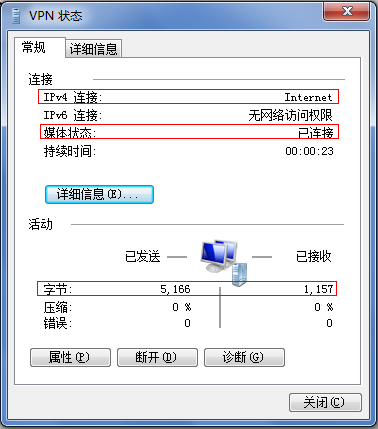 VPN 状态
常规 详细信息
连接
IPv4 连接: Internet
IPv6 连接: 无网络访问权限
媒体状态: 已连接
持续时间: 00:00:23
详细信息(E)...
活动
已发送 已接收
字节: 5,166 1,157
压缩: 0 % 0 %
错误: 0 0
属性(P) 断开(D) 诊断(G)
关闭(C)